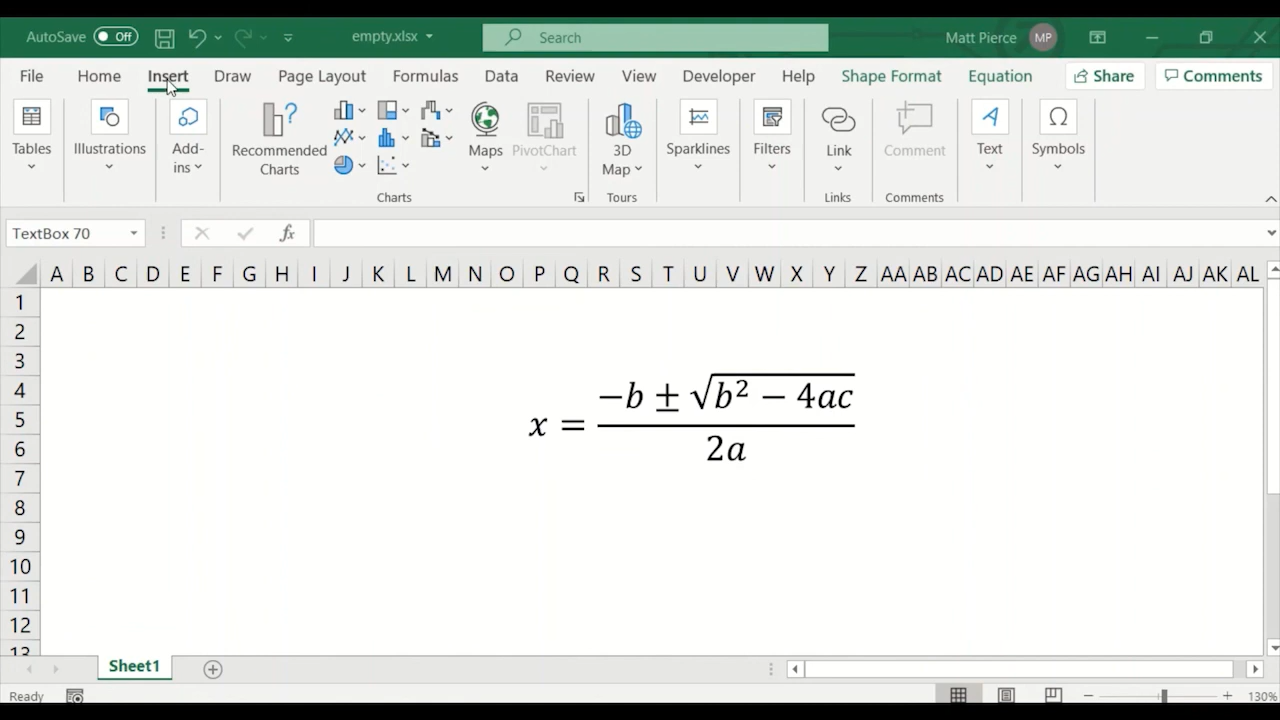 AutoSave Off empty.xlsx Search Matt Pierce MP
File Home Insert Draw Page Layout Formulas Data Review View Developer Help Shape Format Equation Share Comments
Tables Illustrations Add-ins Recommended Charts Maps PivotChart 3D Map Sparklines Filters Link Comment Text Symbols
Charts Tours Links Comments
TextBox 70 fx
A B C D E F G H I J K L M N O P Q R S T U V W X Y Z AA AB AC AD AE AF AG AH AI AJ AK AL
1
2
3
4
5
6
7
8
9
10
11
12
13
x = \frac{-b ± √(b² − 4ac)}{2a}
Sheet1
Ready 130%